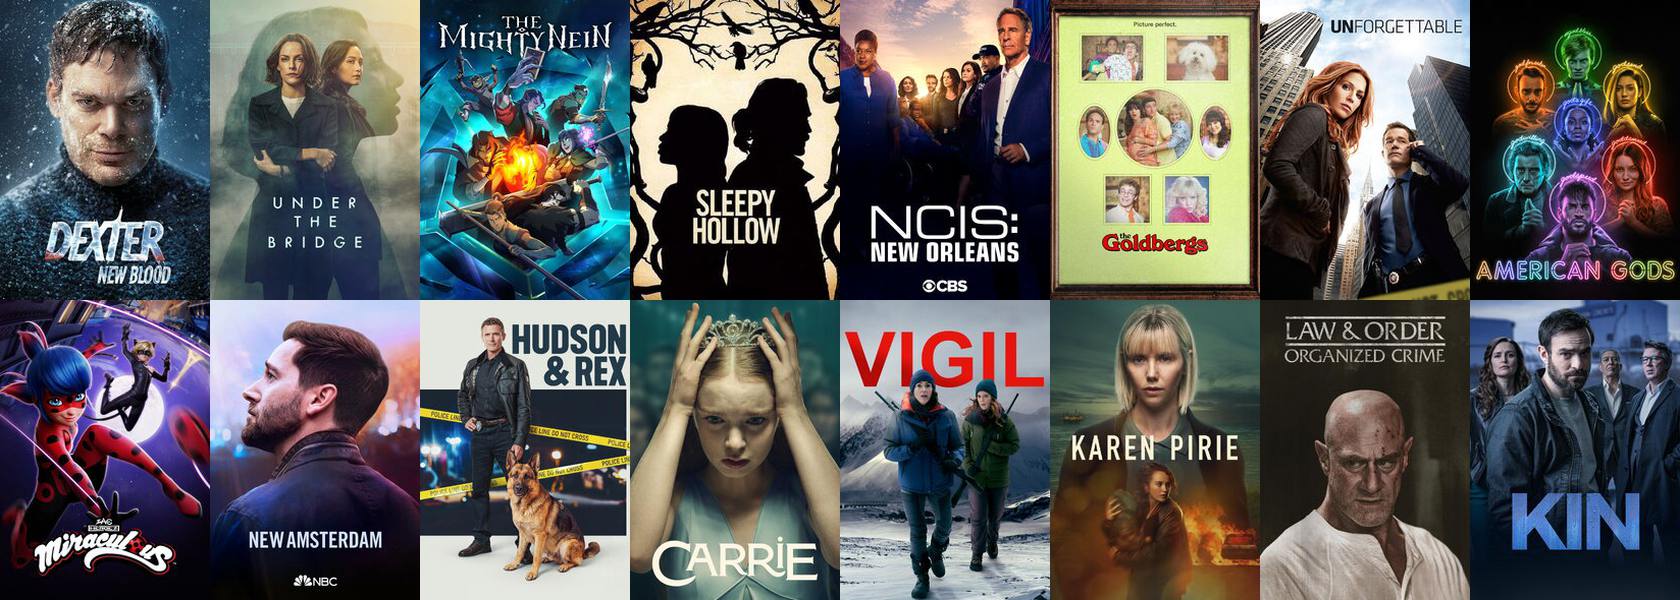 DEXTER
NEW BLOOD
UNDER
THE
BRIDGE
THE
MIGHTY NEIN
SLEEPY
HOLLOW
NCIS:
NEW ORLEANS
CBS
Picture perfect.
the
Goldbergs
UNFORGETTABLE
AMERICAN GODS
Miraculous
NEW AMSTERDAM
NBC
HUDSON
& REX
POLICE LINE
POLICE LINE DO NOT CROSS
CARRIE
VIGIL
KAREN PIRIE
LAW & ORDER
ORGANIZED CRIME
KIN